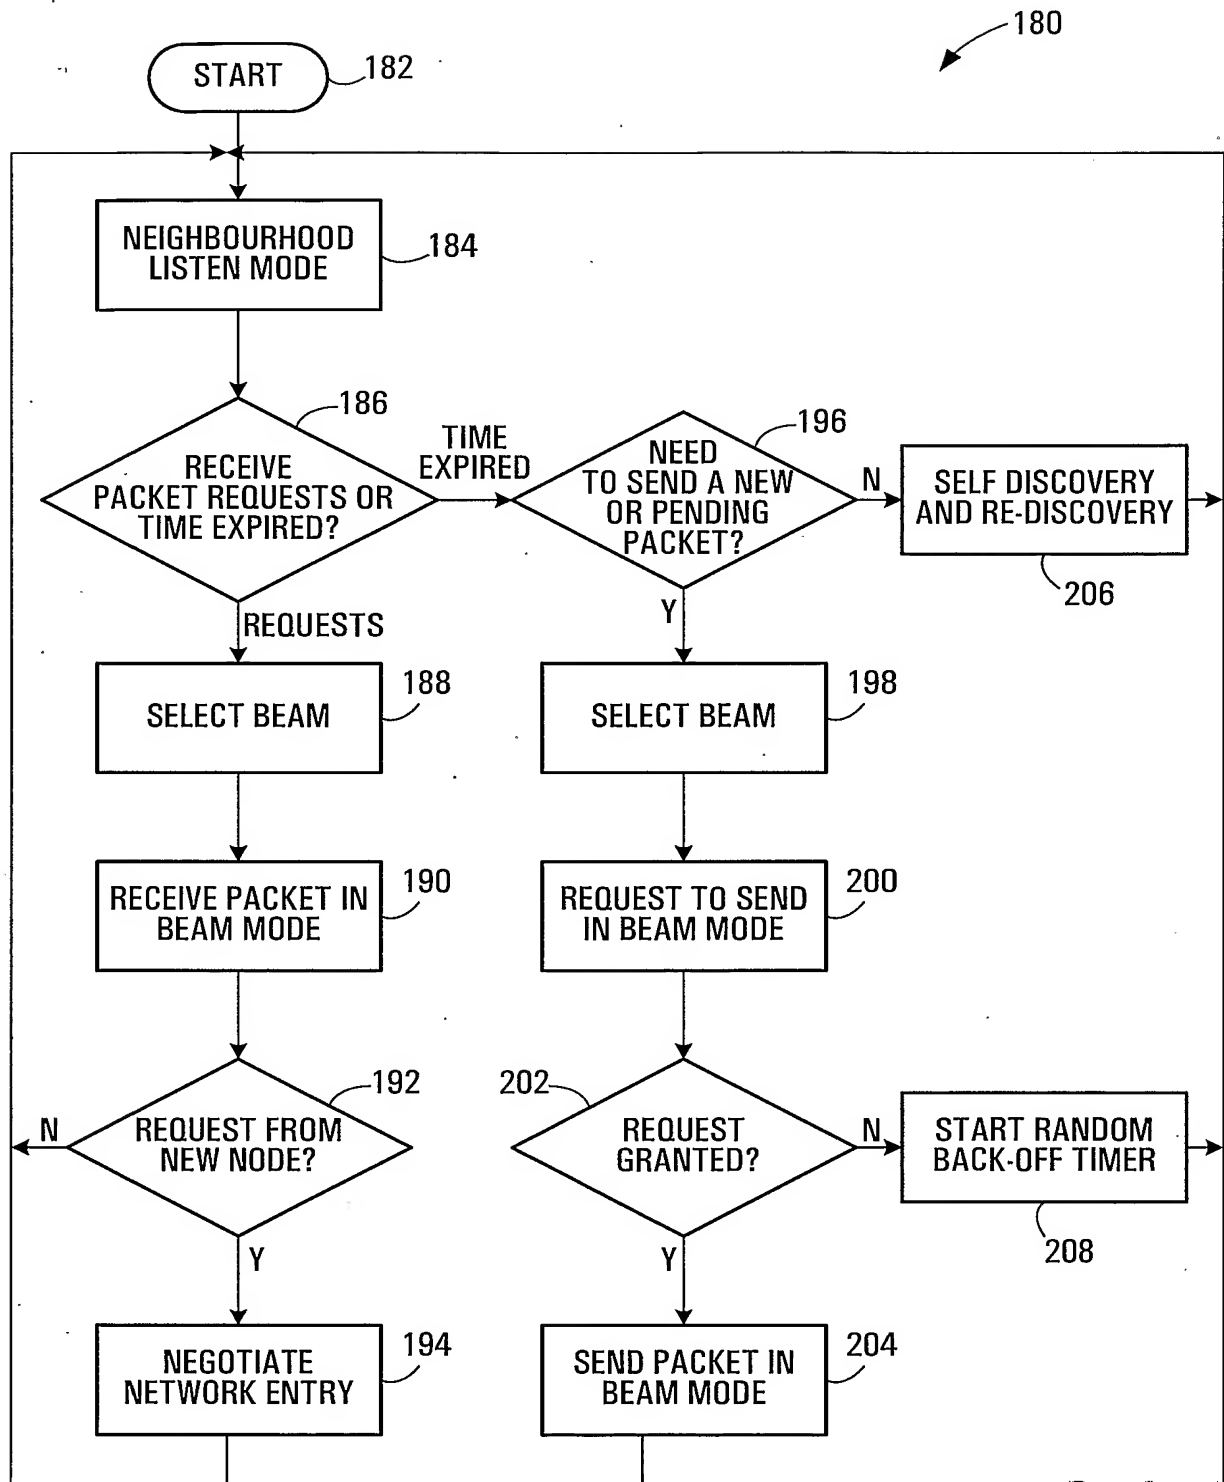 180
START
182
NEIGHBOURHOOD
LISTEN MODE
184
186
RECEIVE
PACKET REQUESTS OR
TIME EXPIRED?
TIME
EXPIRED
196
NEED
TO SEND A NEW
OR PENDING
PACKET?
N
SELF DISCOVERY
AND RE-DISCOVERY
206
REQUESTS
Y
SELECT BEAM
188
SELECT BEAM
198
RECEIVE PACKET IN
BEAM MODE
190
REQUEST TO SEND
IN BEAM MODE
200
192
N
REQUEST FROM
NEW NODE?
202
REQUEST
GRANTED?
N
START RANDOM
BACK-OFF TIMER
208
Y
Y
NEGOTIATE
NETWORK ENTRY
194
SEND PACKET IN
BEAM MODE
204